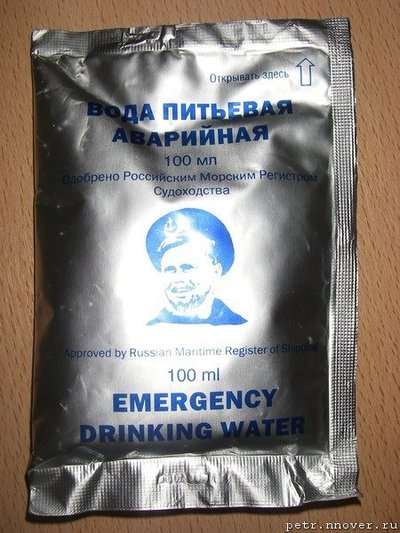 Открывать здесь
ВОДА ПИТЬЕВАЯ
АВАРИЙНАЯ
100 мл
Одобрено Российским Морским Регистром
Судоходства
Approved by Russian Maritime Register of Shipping
100 ml
EMERGENCY
DRINKING WATER
petr.nnover.ru